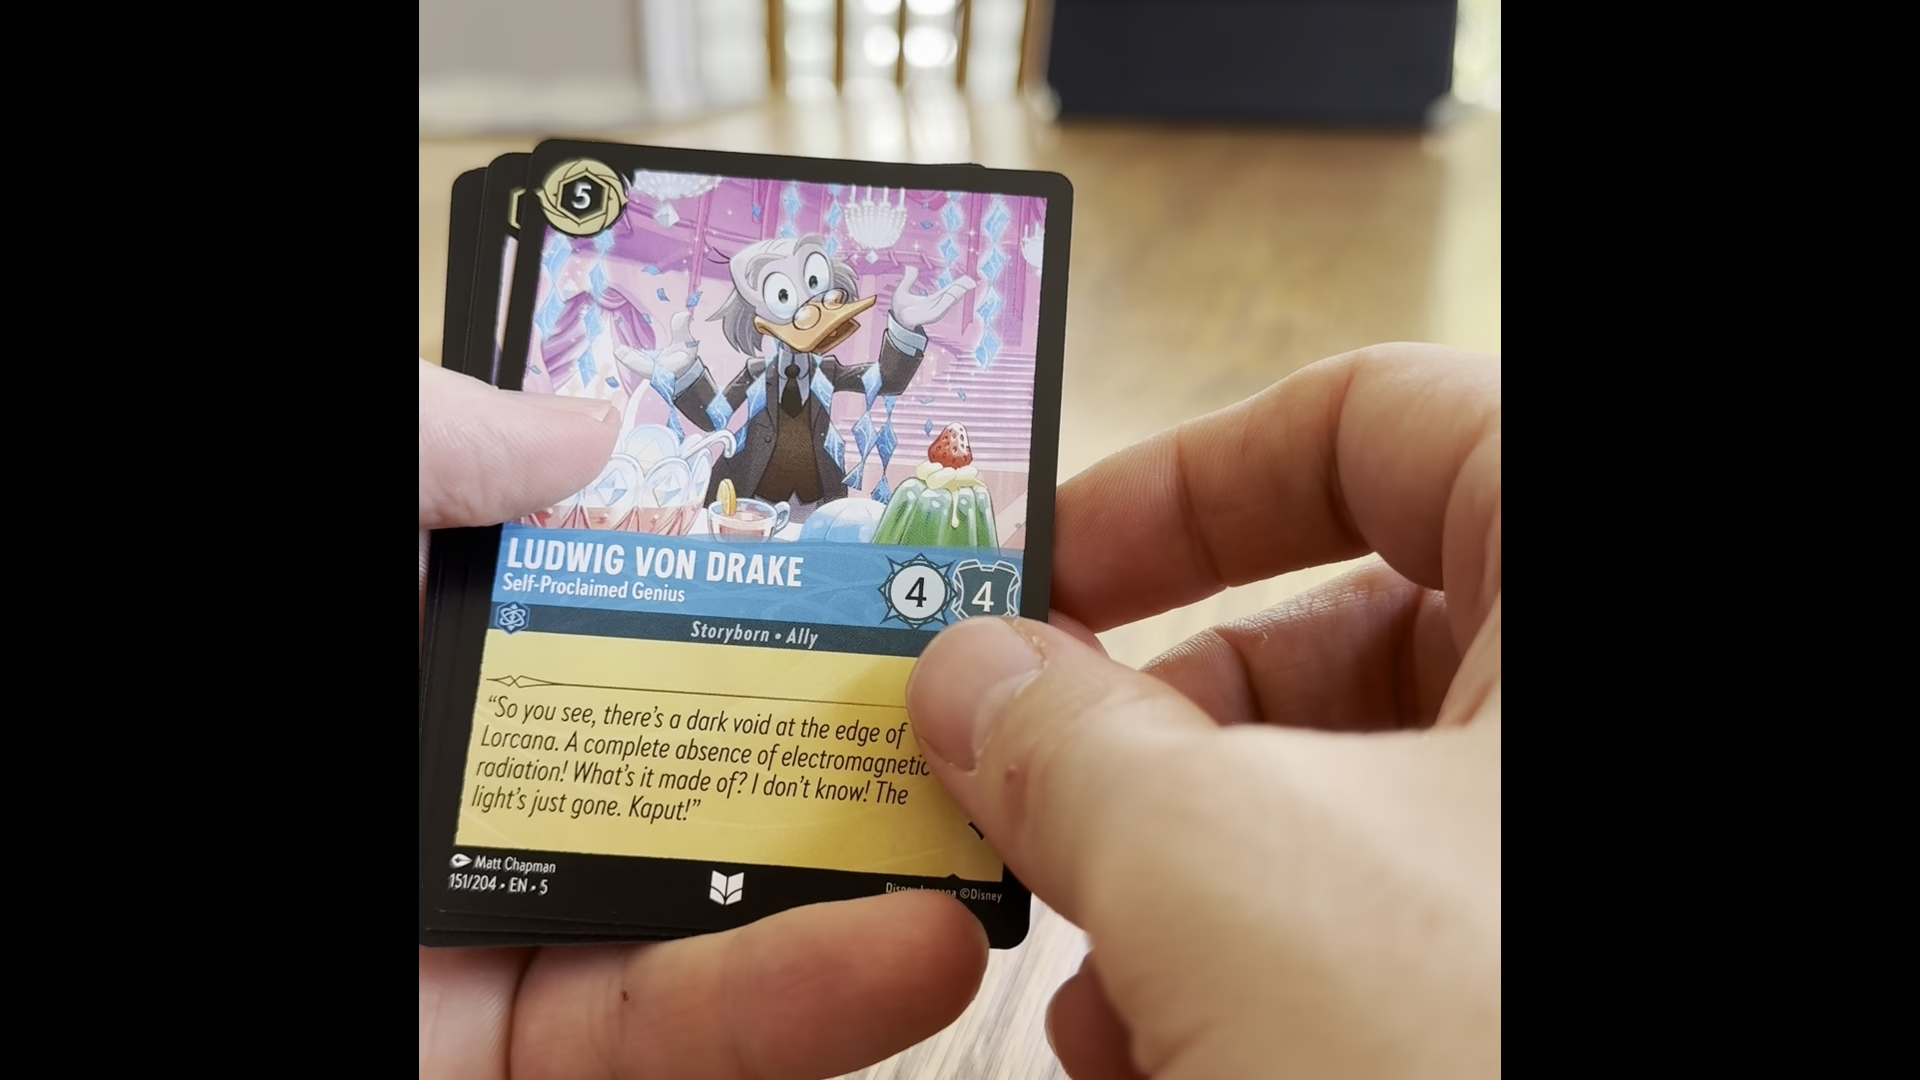 5
LUDWIG VON DRAKE
Self-Proclaimed Genius
4 4
Storyborn • Ally
“So you see, there’s a dark void at the edge of
Lorcana. A complete absence of electromagnetic
radiation! What’s it made of? I don’t know! The
light’s just gone. Kaput!”
Matt Chapman
151/204 • EN • 5
©Disney